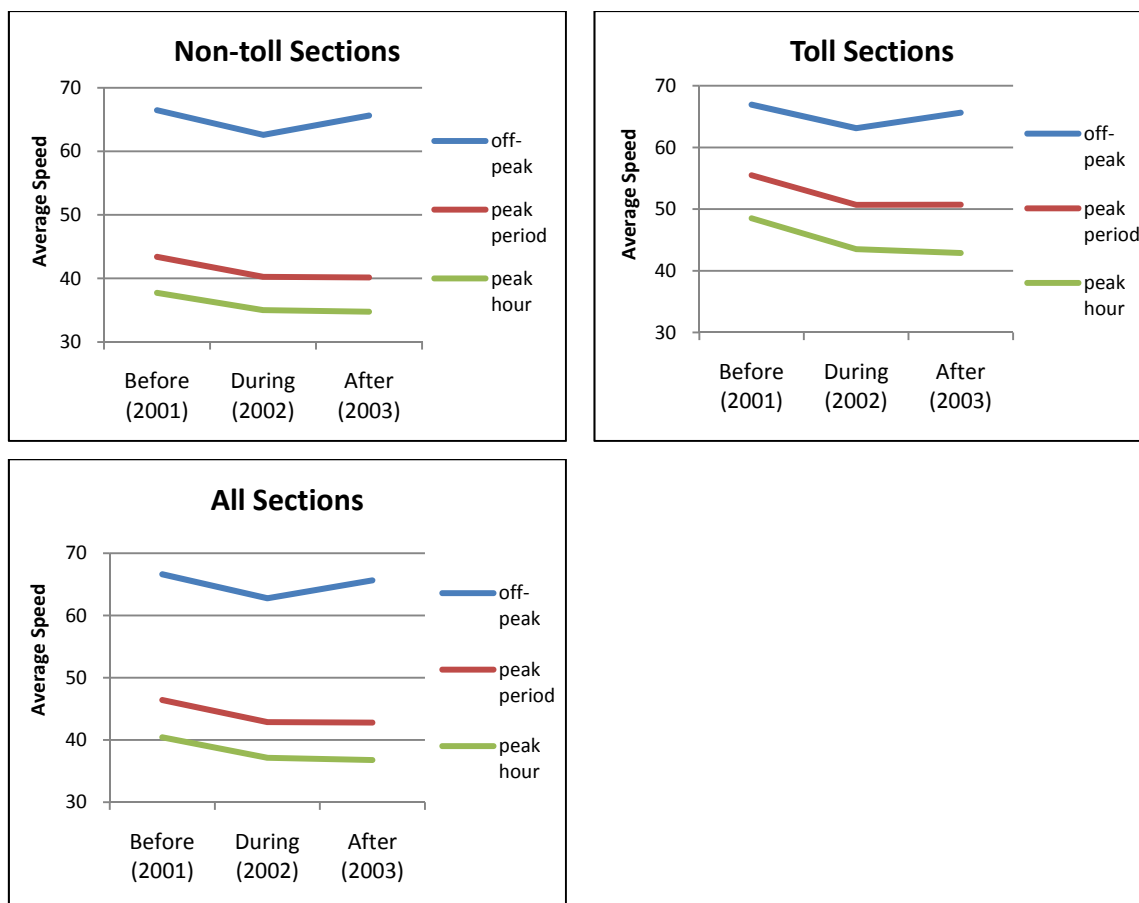 Non-toll Sections
70
60
50
40
30
Average Speed
Before
(2001)
During
(2002)
After
(2003)
off-
peak
peak
period
peak
hour
Toll Sections
70
60
50
40
30
Average Speed
Before
(2001)
During
(2002)
After
(2003)
off-
peak
peak
period
peak
hour
All Sections
70
60
50
40
30
Average Speed
Before
(2001)
During
(2002)
After
(2003)
off-
peak
peak
period
peak
hour